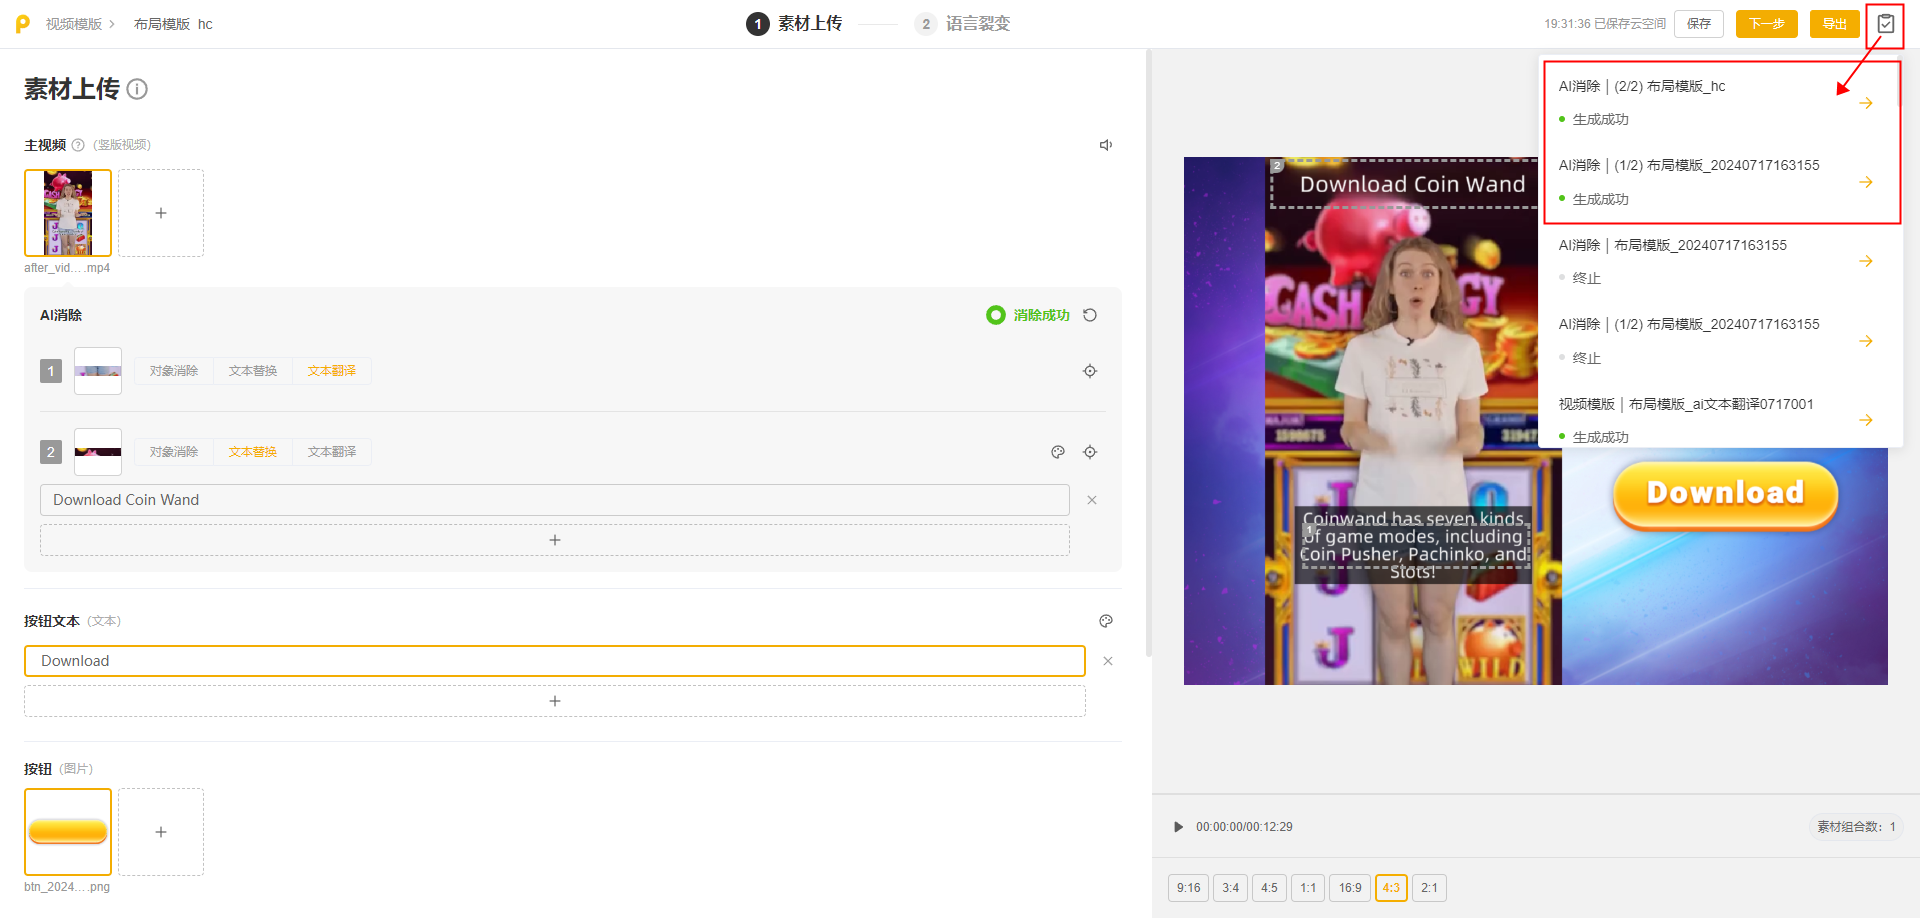 视频模版 > 布局模版_hc
1 素材上传
2 语言裂变
19:31:36 已保存云空间
保存
下一步
导出
素材上传
主视频 ? (竖版视频)
after_vid....mp4
AI消除
消除成功
1
对象消除
文本替换
文本翻译
2
对象消除
文本替换
文本翻译
Download Coin Wand
按钮文本 (文本)
Download
按钮 (图片)
btn_2024....png
AI消除 | (2/2) 布局模版_hc
生成成功
AI消除 | (1/2) 布局模版_20240717163155
生成成功
AI消除 | 布局模版_20240717163155
终止
AI消除 | (1/2) 布局模版_20240717163155
终止
视频模版 | 布局模版_ai文本翻译0717001
生成成功
2
Download Coin Wand
CASH
GY
Download
1
Coinwand has seven kinds
of game modes, including
Coin Pusher, Pachinko, and
Slots!
WILD
00:00:00/00:12:29
素材组合数: 1
9:16
3:4
4:5
1:1
16:9
4:3
2:1